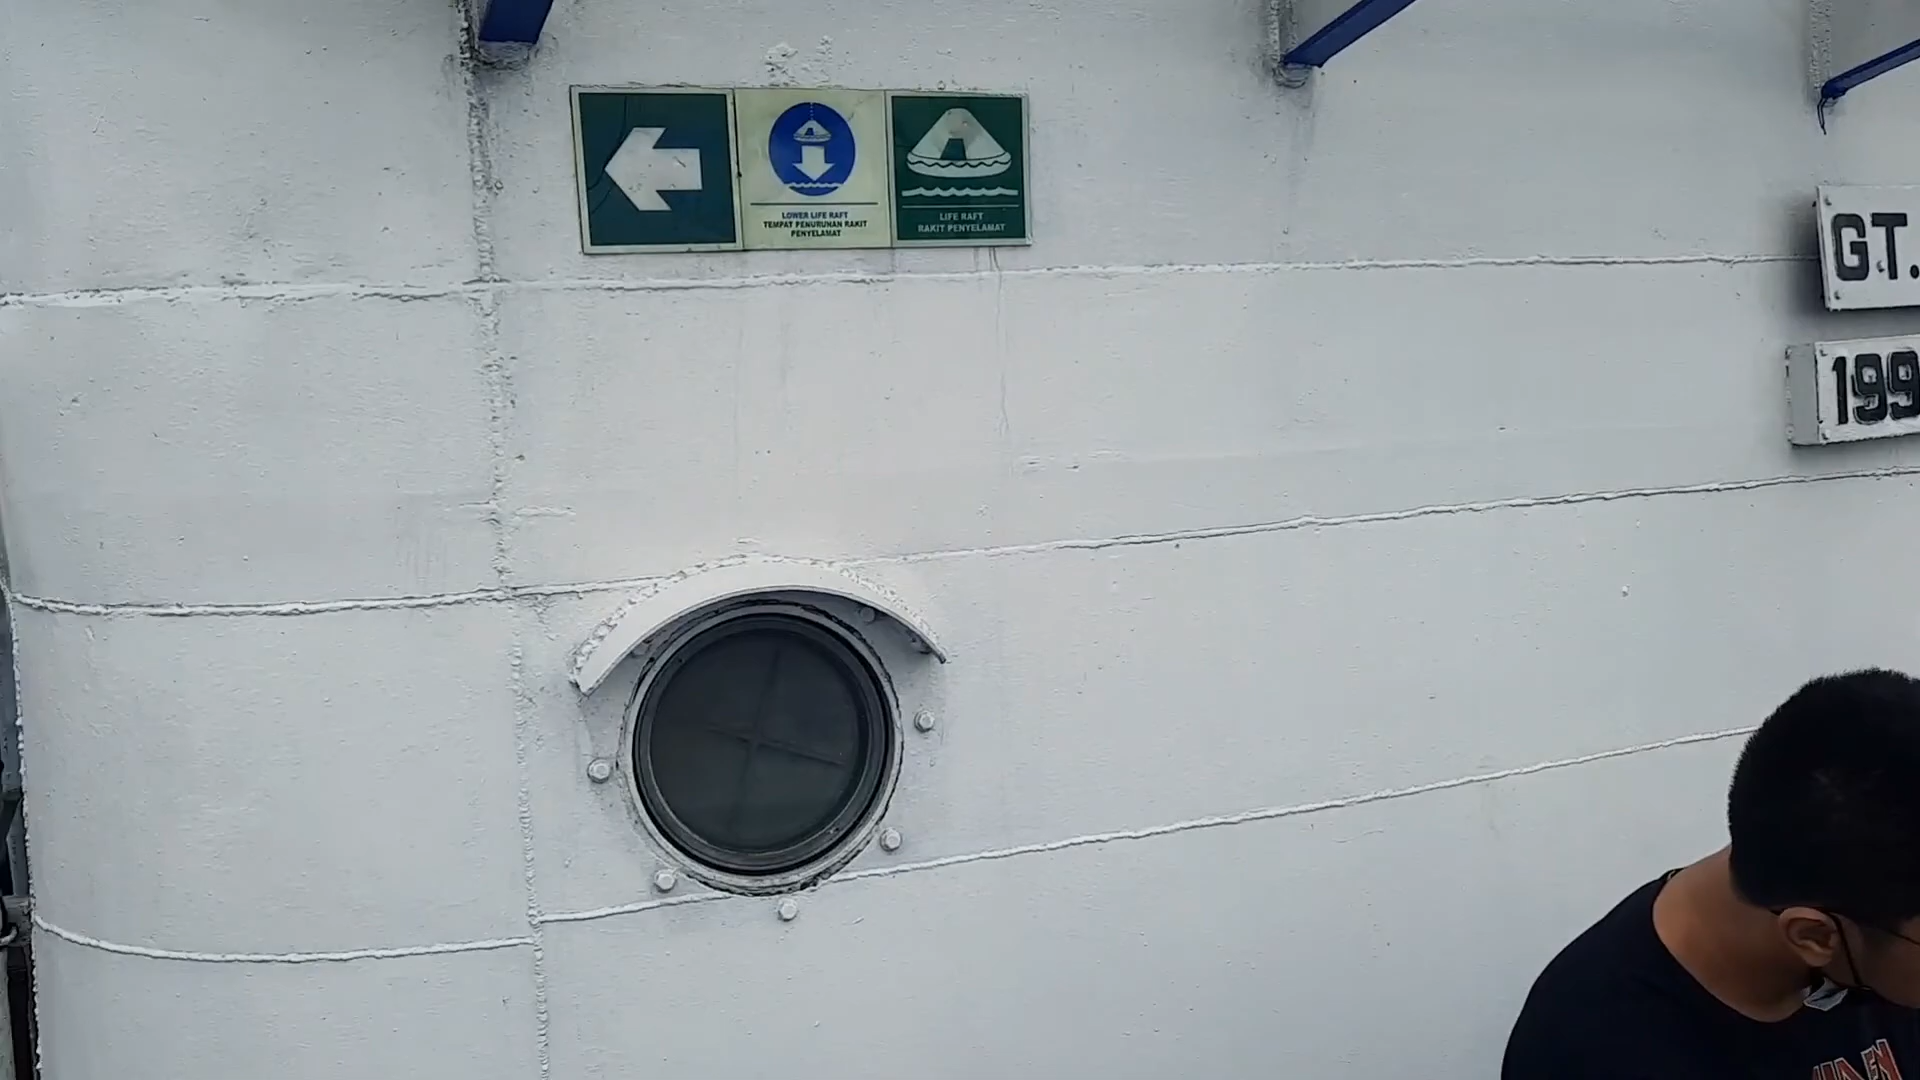 LOWER LIFE RAFT
TEMPAT PENURUNAN RAKIT
PENYELAMAT
LIFE RAFT
RAKIT PENYELAMAT
GT.
199